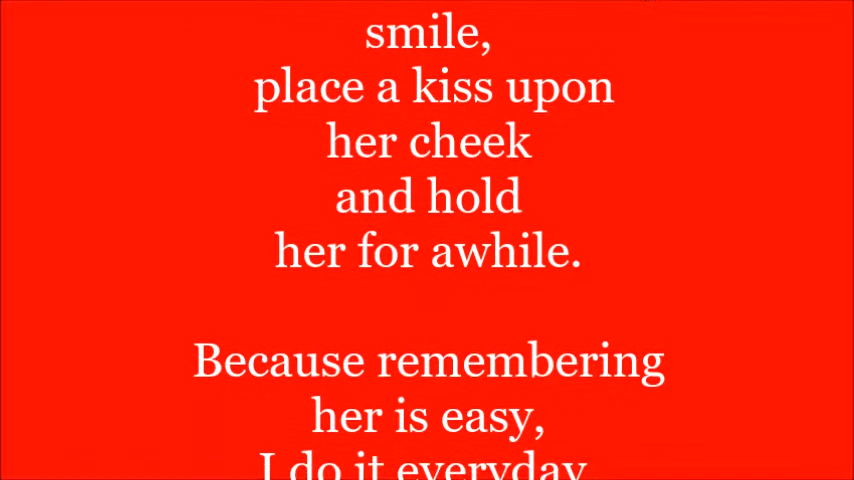 smile,
place a kiss upon
her cheek
and hold
her for awhile.
Because remembering
her is easy,
I do it everyday